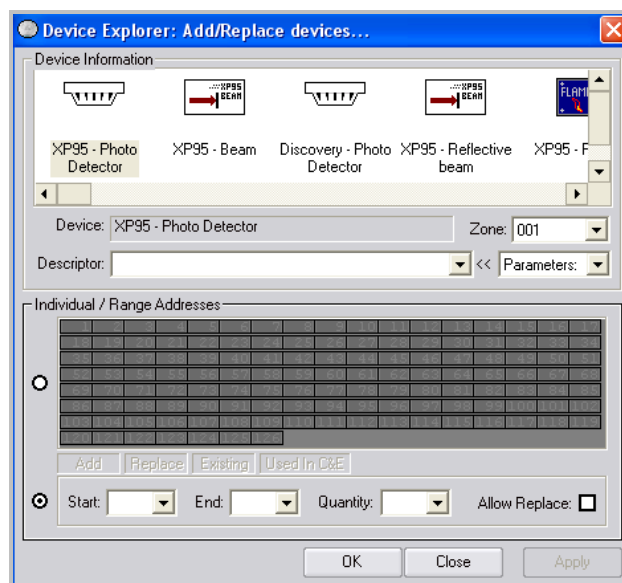 Device Explorer: Add/Replace devices...
Device Information
XP95 BEAM
XP95 BEAM
FLAM
XP95 - Photo Detector
XP95 - Beam
Discovery - Photo Detector
XP95 - Reflective beam
XP95 - F
Device: XP95 - Photo Detector Zone: 001
Descriptor: << Parameters:
Individual / Range Addresses
1 2 3 4 5 6 7 8 9 10 11 12 13 14 15 16 17
18 19 20 21 22 23 24 25 26 27 28 29 30 31 32 33 34
35 36 37 38 39 40 41 42 43 44 45 46 47 48 49 50 51
52 53 54 55 56 57 58 59 60 61 62 63 64 65 66 67 68
69 70 71 72 73 74 75 76 77 78 79 80 81 82 83 84 85
86 87 88 89 90 91 92 93 94 95 96 97 98 99 100 101 102
103 104 105 106 107 108 109 110 111 112 113 114 115 116 117 118 119
120 121 122 123 124 125 126
Add Replace Existing Used In C&E
Start: End: Quantity: Allow Replace:
OK Close Apply